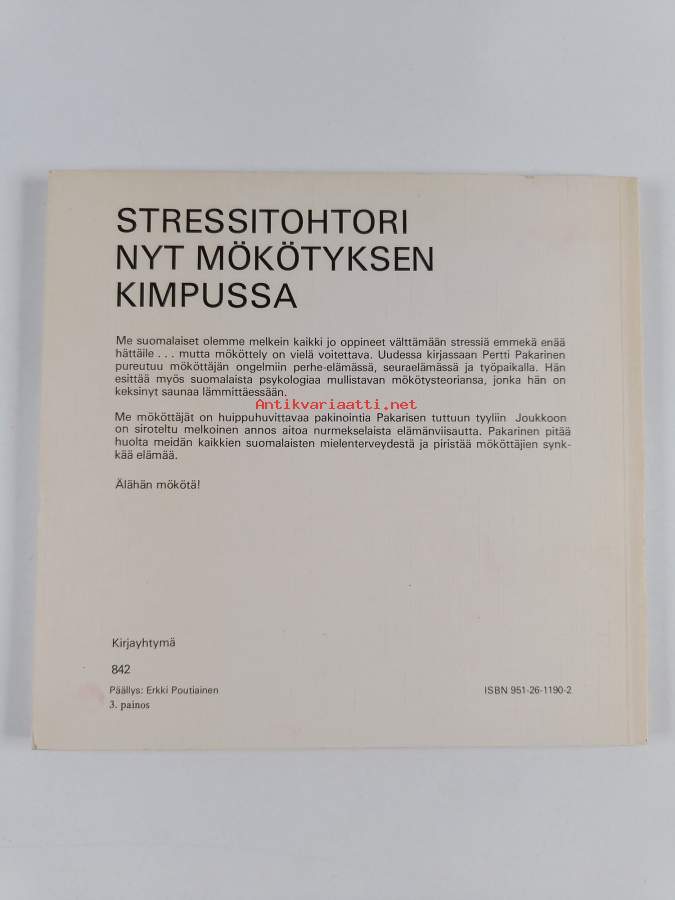 STRESSITOHTORI
NYT MÖKÖTYKSEN
KIMPUSSA
Me suomalaiset olemme melkein kaikki jo oppineet välttämään stressiä emmekä enää
hättäile . . . mutta mököttely on vielä voitettava. Uudessa kirjassaan Pertti Pakarinen
pureutuu mököttäjän ongelmiin perhe-elämässä, seuraelämässä ja työpaikalla. Hän
esittää myös suomalaista psykologiaa mullistavan mökötysteoriansa, jonka hän on
keksinyt saunaa lämmittäessään.
Antikvariaatti.net
Me mököttäjät on huippuhuvittavaa pakinointia Pakarisen tuttuun tyyliin Joukkoon
on siroteltu melkoinen annos aitoa nurmekselaista elämänviisautta. Pakarinen pitää
huolta meidän kaikkien suomalaisten mielenterveydestä ja piristää mököttäjien synk-
kää elämää.
Älähän mökötä!
Kirjayhtymä
842
Päällys: Erkki Poutiainen
ISBN 951-26-1190-2
3. painos